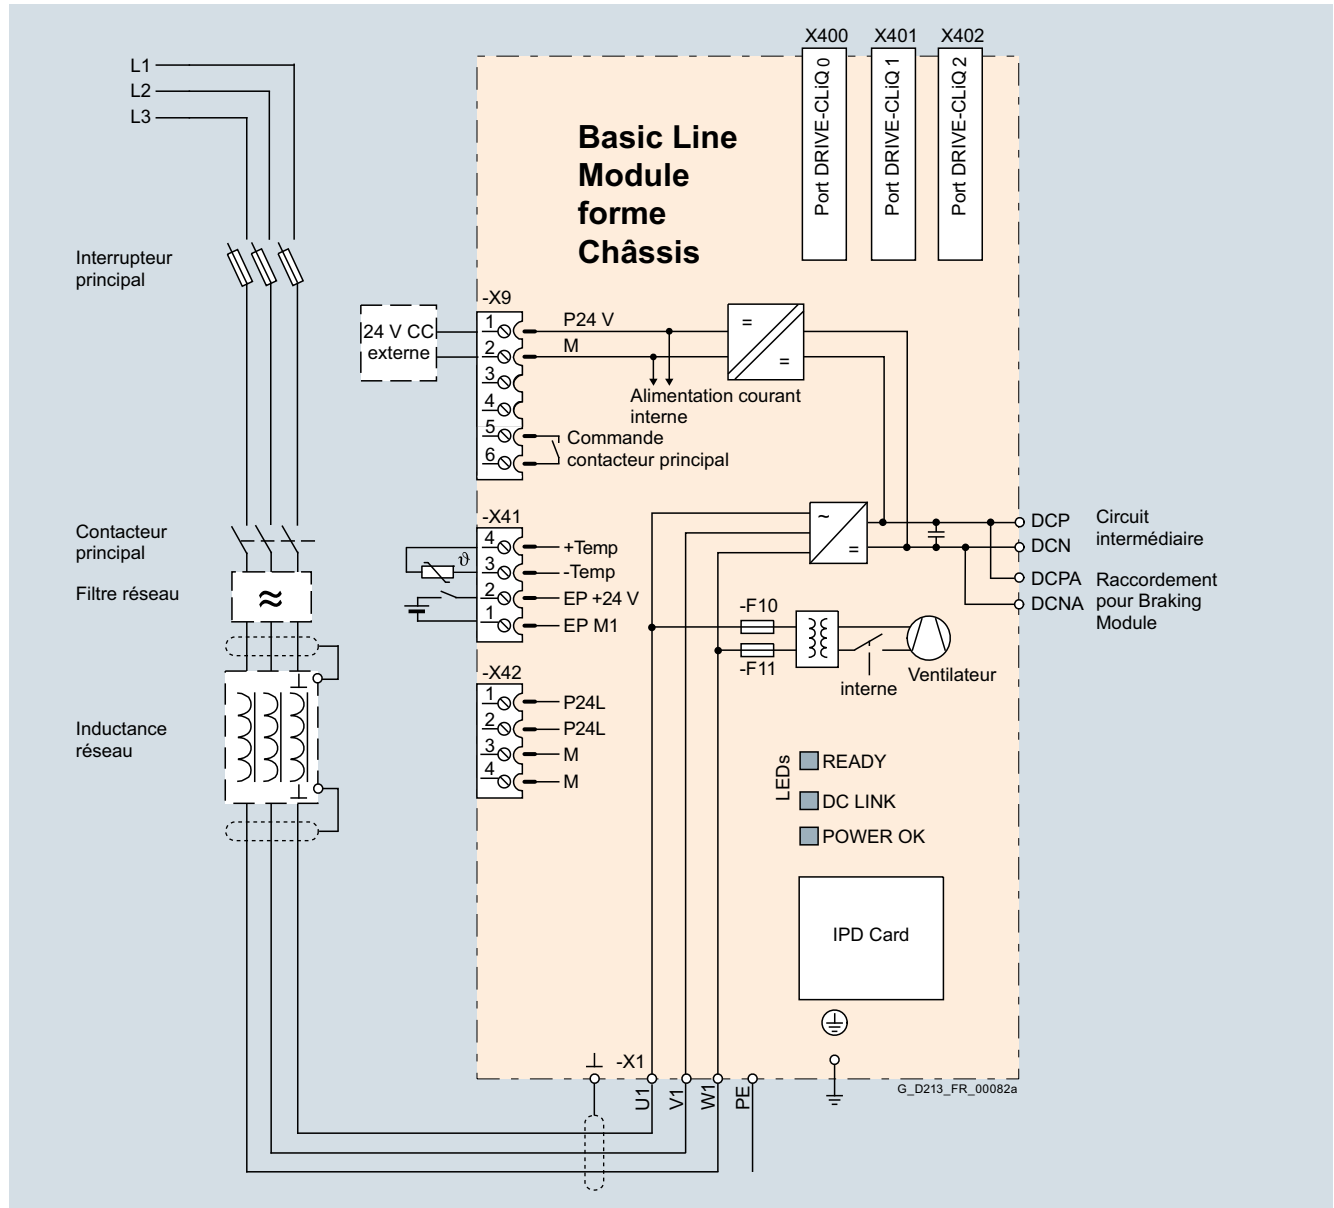 X400
X401
X402
Port DRIVE-CLiQ 0
Port DRIVE-CLiQ 1
Port DRIVE-CLiQ 2
L1
L2
L3
Basic Line
Module
forme
Châssis
Interrupteur
principal
24 V CC
externe
-X9
1
2
3
4
5
6
P24 V
M
=
=
Alimentation courant
interne
Commande
contacteur principal
Contacteur
principal
Filtre réseau
≈
-X41
4
3
2
1
ϑ
+Temp
-Temp
EP +24 V
EP M1
~
=
DCP
DCN
Circuit
intermédiaire
DCPA
DCNA
Raccordement
pour Braking
Module
-F10
-F11
interne
Ventilateur
Inductance
réseau
-X42
1
2
3
4
P24L
P24L
M
M
LEDs
READY
DC LINK
POWER OK
IPD Card
-X1
U1
V1
W1
PE
G_D213_FR_00082a